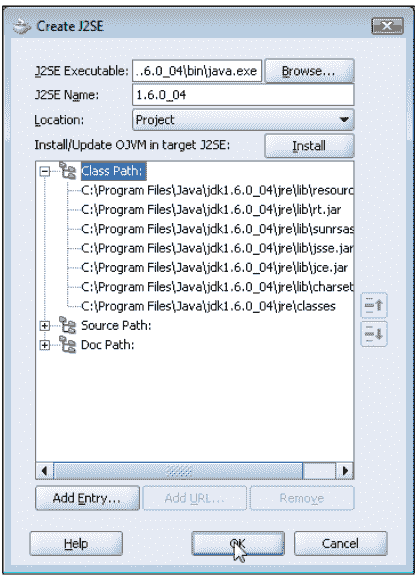 Create J2SE
J2SE Executable: ..6.0_04\bin\java.exe Browse...
J2SE Name: 1.6.0_04
Location: Project
Install/Update OJVM in target J2SE: Install
Class Path:
C:\Program Files\Java\jdk1.6.0_04\jre\lib\resourc
C:\Program Files\Java\jdk1.6.0_04\jre\lib\rt.jar
C:\Program Files\Java\jdk1.6.0_04\jre\lib\sunrsas
C:\Program Files\Java\jdk1.6.0_04\jre\lib\jsse.jar
C:\Program Files\Java\jdk1.6.0_04\jre\lib\jce.jar
C:\Program Files\Java\jdk1.6.0_04\jre\lib\charset
C:\Program Files\Java\jdk1.6.0_04\jre\classes
Source Path:
Doc Path:
Add Entry... Add URL... Remove
Help OK Cancel